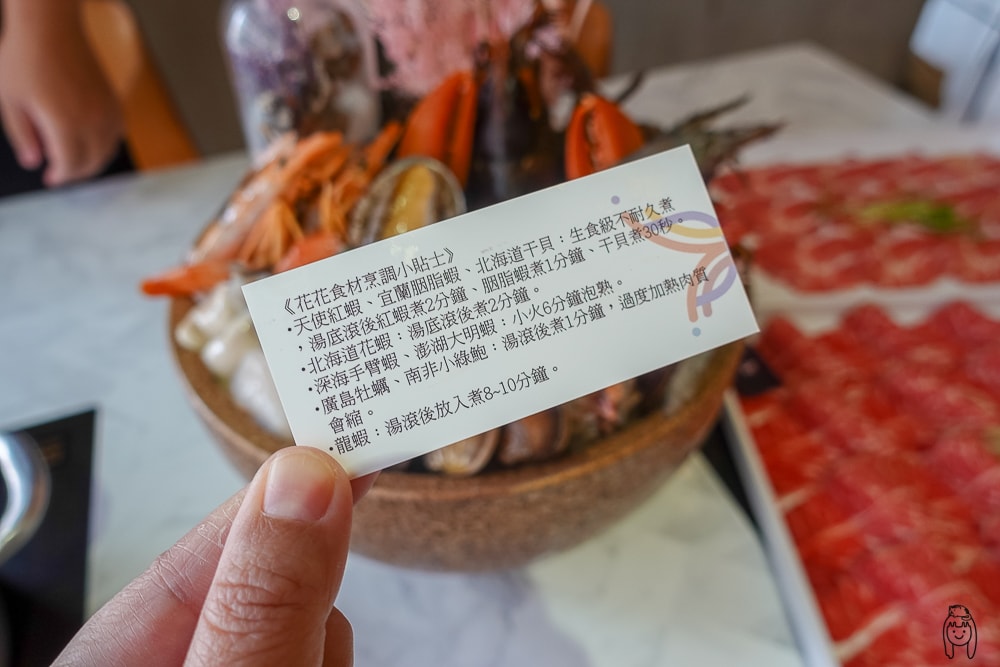 《花花食材烹調小貼士》
•天使紅蝦、宜蘭胭脂蝦、北海道干貝：生食級不耐久煮
，湯底滾後紅蝦煮2分鐘、胭脂蝦煮1分鐘、干貝煮30秒。
•北海道花蝦：湯底滾後煮2分鐘。
•深海手臂蝦、澎湖大明蝦：小火6分鐘泡熟。
•廣島牡蠣、南非小綠鮑：湯滾後煮1分鐘，過度加熱肉質
會縮。
•龍蝦：湯滾後放入煮8~10分鐘。